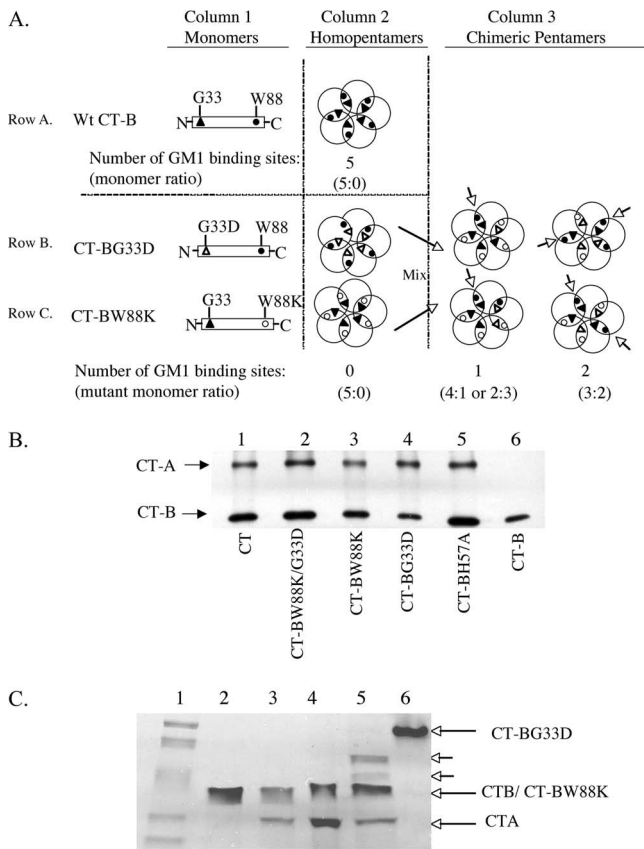 A.
Column 1 Column 2 Column 3
Monomers Homopentamers Chimeric Pentamers
G33 W88
Row A. Wt CT-B N C
Number of GM1 binding sites: 5
(monomer ratio) (5:0)
G33D W88
Row B. CT-BG33D N C
Mix
G33 W88K
Row C. CT-BW88K N C
Number of GM1 binding sites: 0 1 2
(mutant monomer ratio) (5:0) (4:1 or 2:3) (3:2)
B.
1 2 3 4 5 6
CT-A
CT-B
CT CT-BW88K/G33D CT-BW88K CT-BG33D CT-BH57A CT-B
C.
1 2 3 4 5 6
CT-BG33D
CTB/ CT-BW88K
CTA